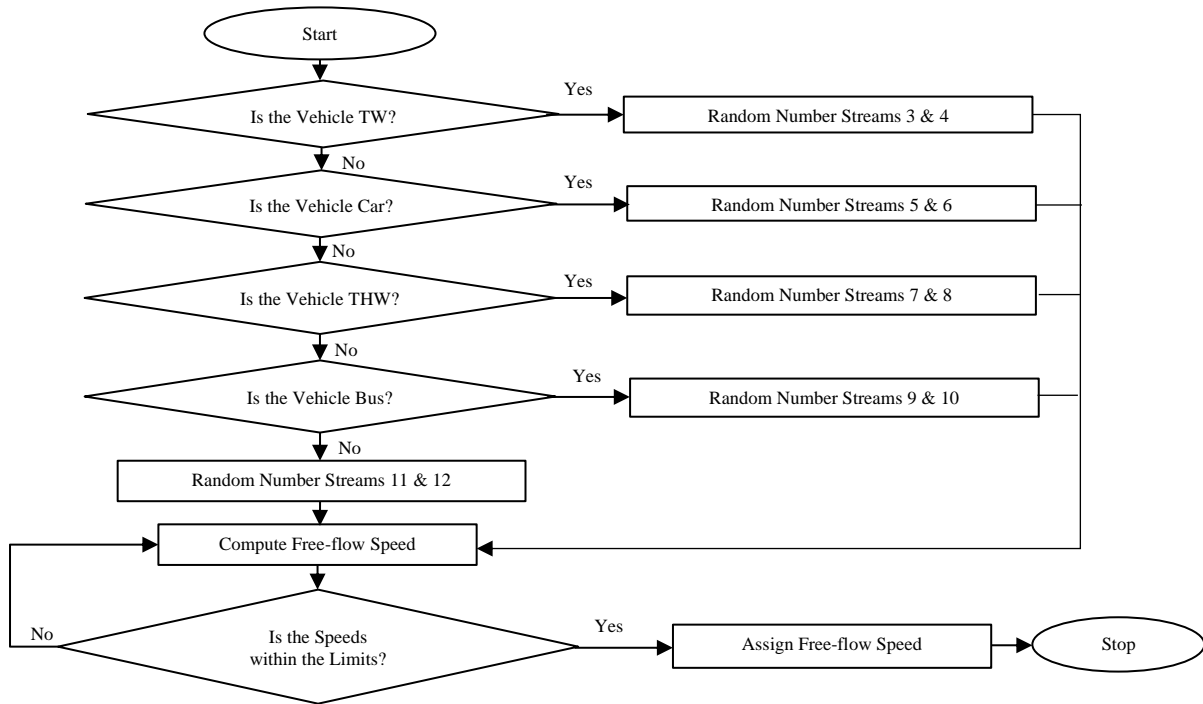 Start
Is the Vehicle TW?
Yes
Random Number Streams 3 & 4
No
Is the Vehicle Car?
Yes
Random Number Streams 5 & 6
No
Is the Vehicle THW?
Yes
Random Number Streams 7 & 8
No
Is the Vehicle Bus?
Yes
Random Number Streams 9 & 10
No
Random Number Streams 11 & 12
Compute Free-flow Speed
No
Is the Speeds
within the Limits?
Yes
Assign Free-flow Speed
Stop